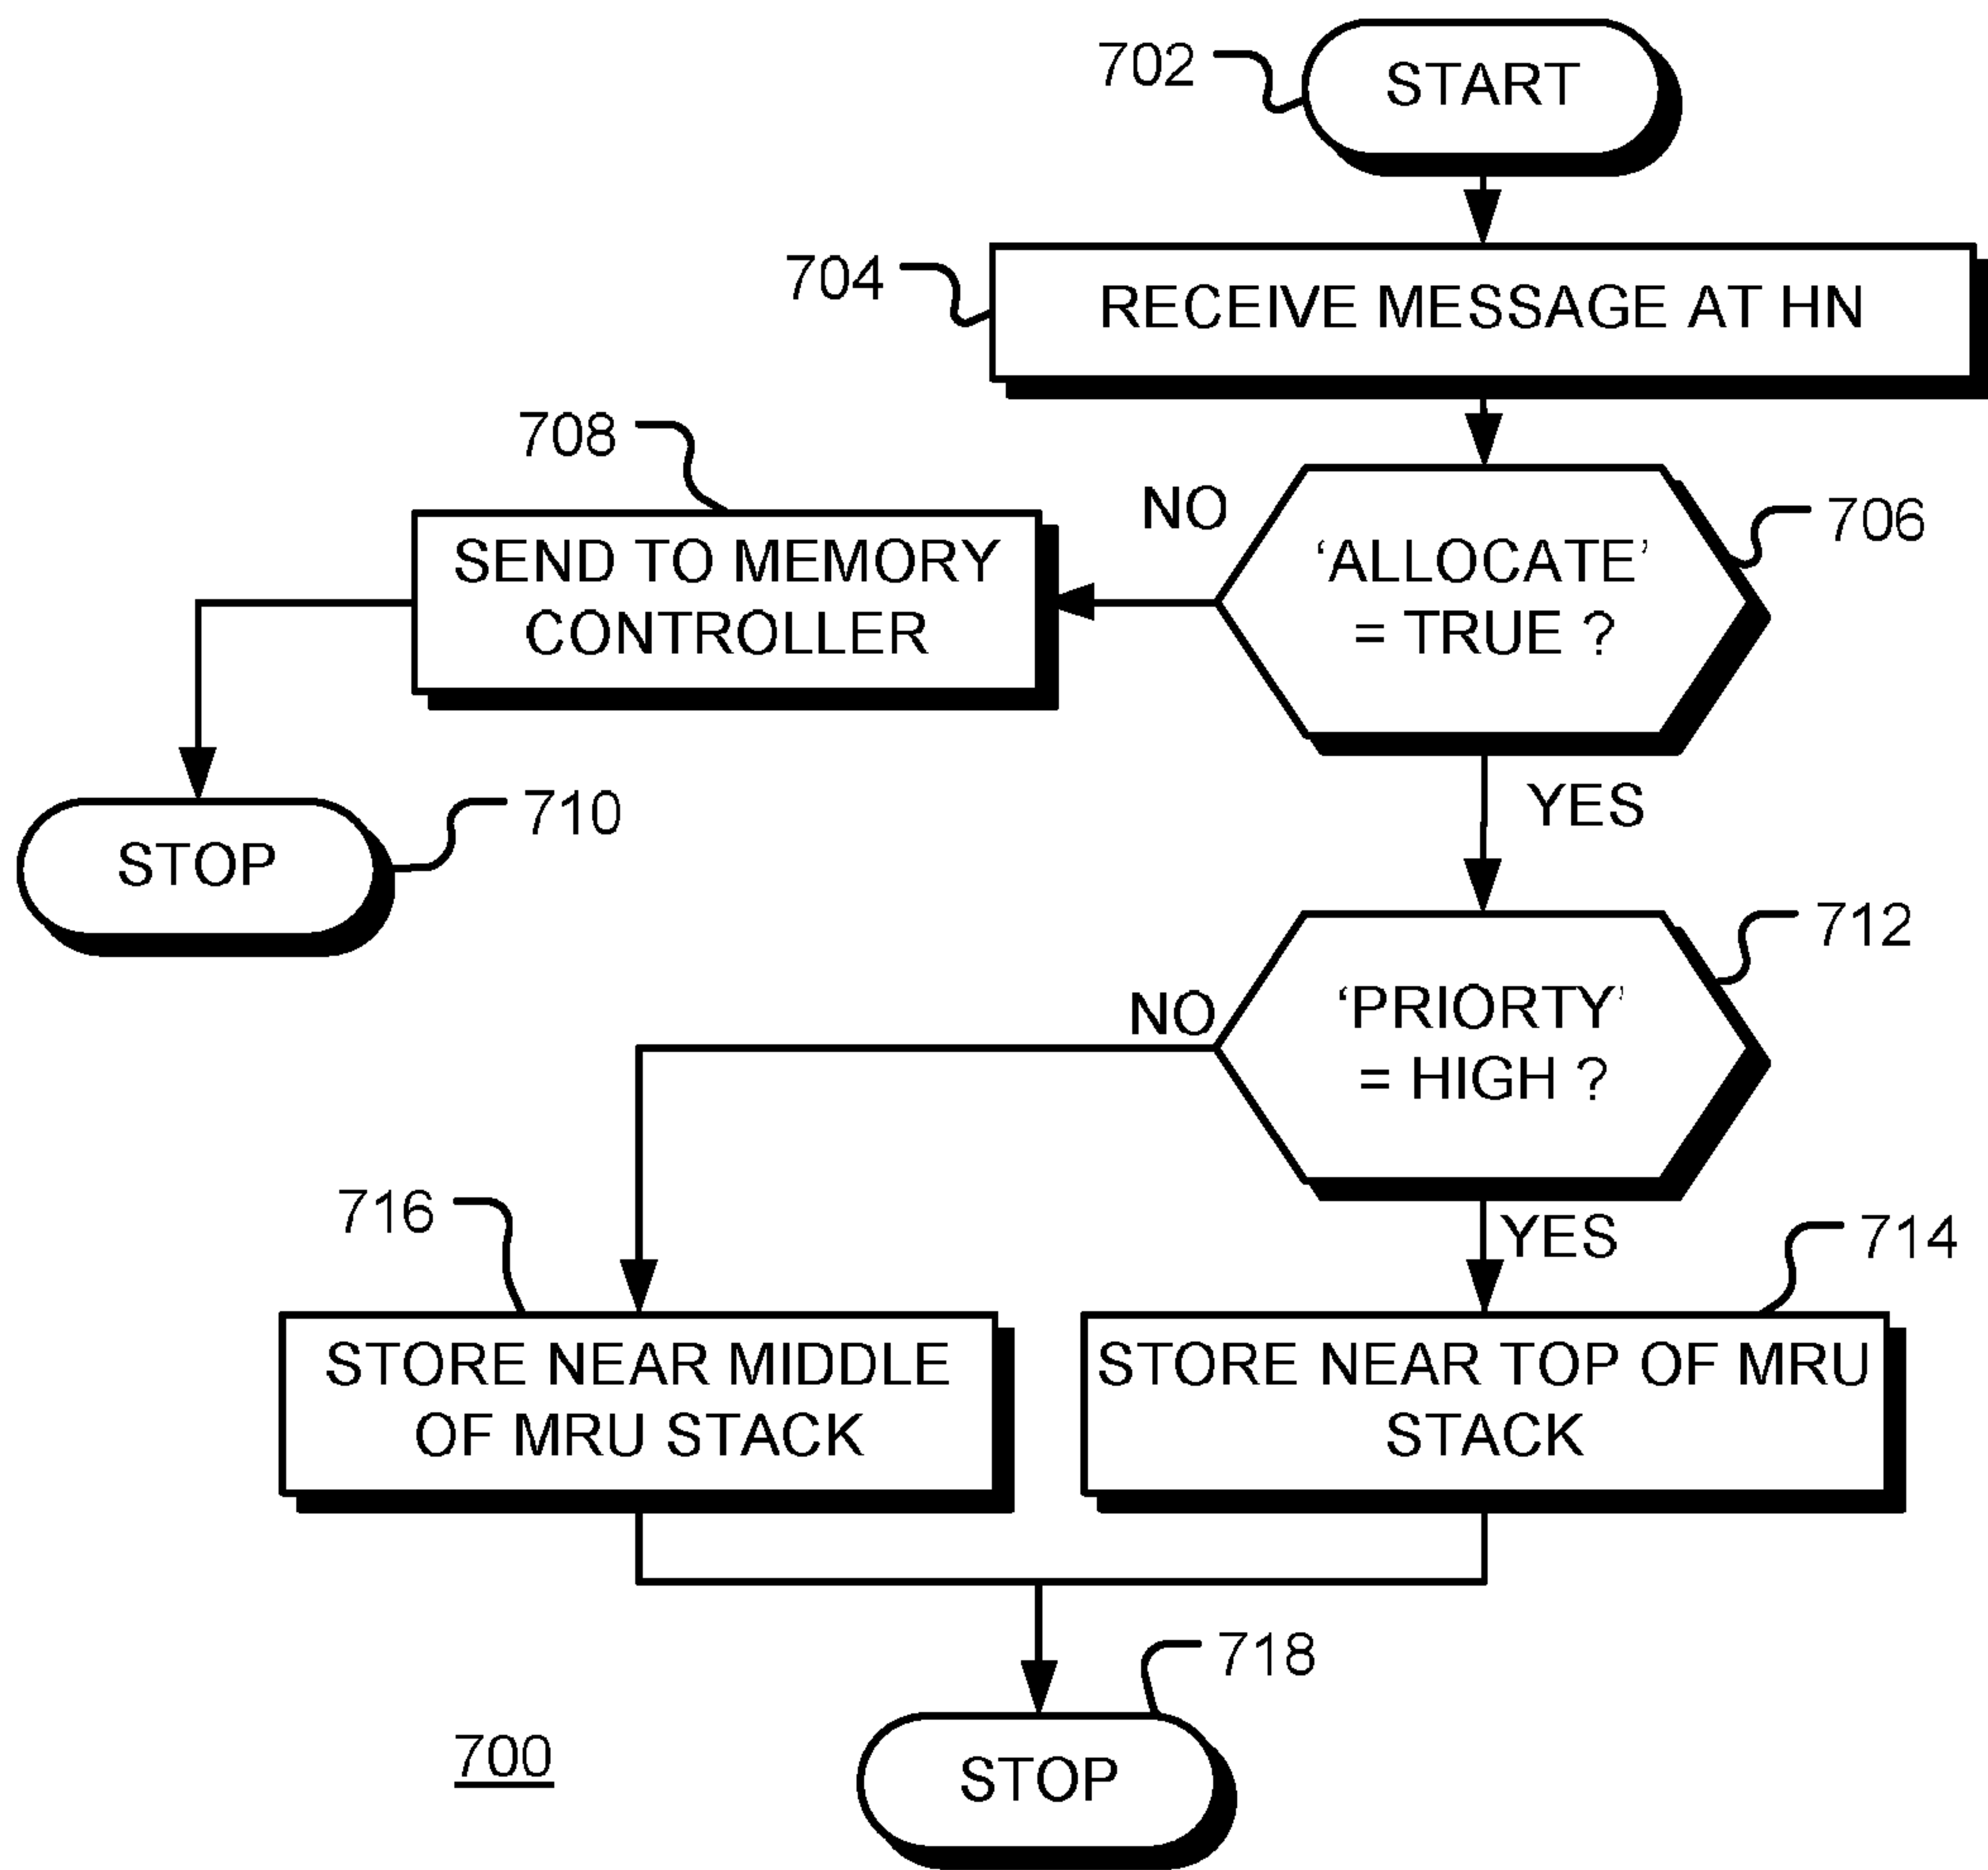 702
START
704
RECEIVE MESSAGE AT HN
708
NO
706
SEND TO MEMORY
CONTROLLER
‘ALLOCATE’
= TRUE ?
710
YES
STOP
712
NO
‘PRIORTY’
= HIGH ?
716
YES
714
STORE NEAR MIDDLE
OF MRU STACK
STORE NEAR TOP OF MRU
STACK
718
700
STOP